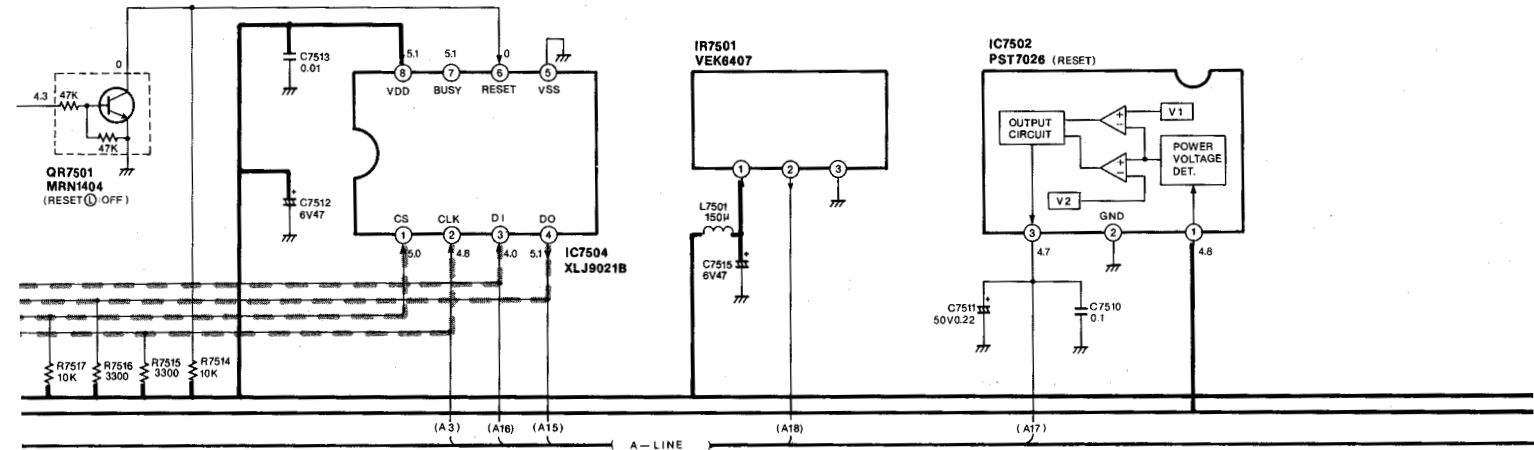 4.3
47K
0
47K
QR7501
MRN1404
(RESET Ⓛ:OFF)
C7513
0.01
C7512
+
6V47
5.1
5.1
0
8
7
6
5
VDD
BUSY
RESET
VSS
CS
CLK
DI
DO
1
2
3
4
5.0
4.8
4.0
5.1
IC7504
XLJ9021B
R7517
10K
R7516
3300
R7515
3300
R7514
10K
IR7501
VEK6407
1
2
3
L7501
150μ
C7515
+
6V47
IC7502
PST7026 (RESET)
OUTPUT
CIRCUIT
+
-
V1
+
-
POWER
VOLTAGE
DET.
V2
GND
3
2
1
4.7
4.8
C7511
+
50V0.22
C7510
0.1
(A3)
(A16)
(A15)
A-LINE
(A18)
(A17)